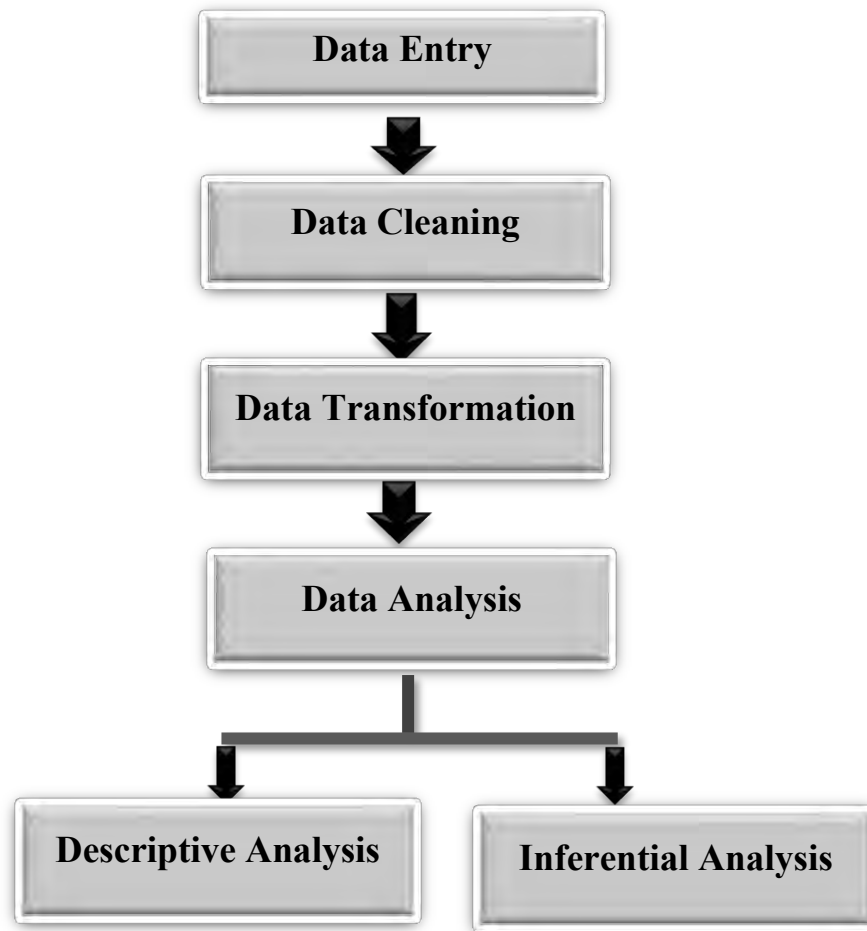 Data Entry
Data Cleaning
Data Transformation
Data Analysis
Descriptive Analysis
Inferential Analysis